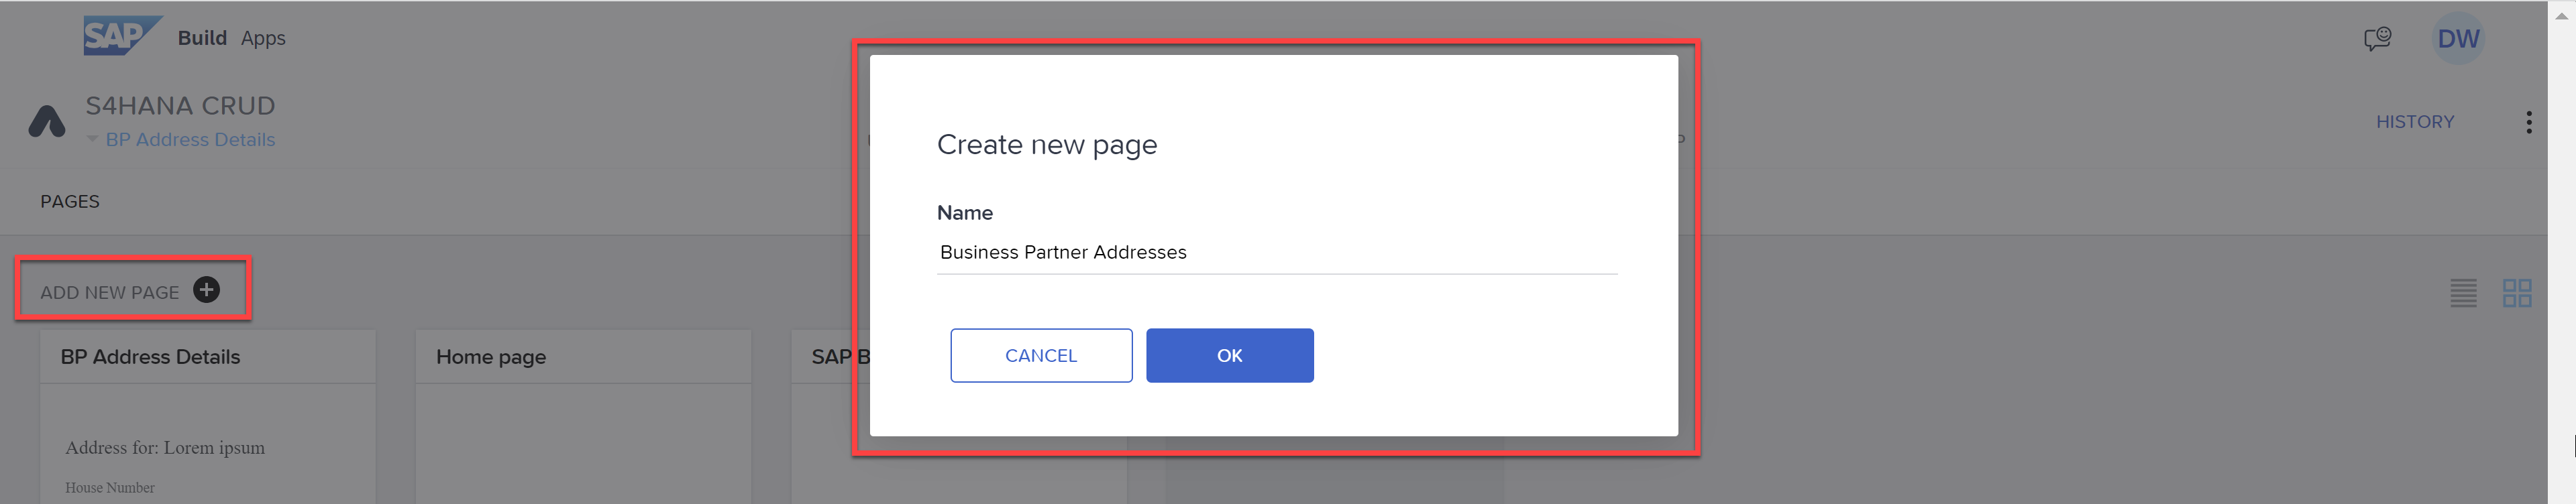 SAP Build Apps
DW
S4HANA CRUD
BP Address Details
HISTORY
PAGES
ADD NEW PAGE
Create new page
Name
Business Partner Addresses
CANCEL
OK
BP Address Details
Home page
SAP B
Address for: Lorem ipsum
House Number